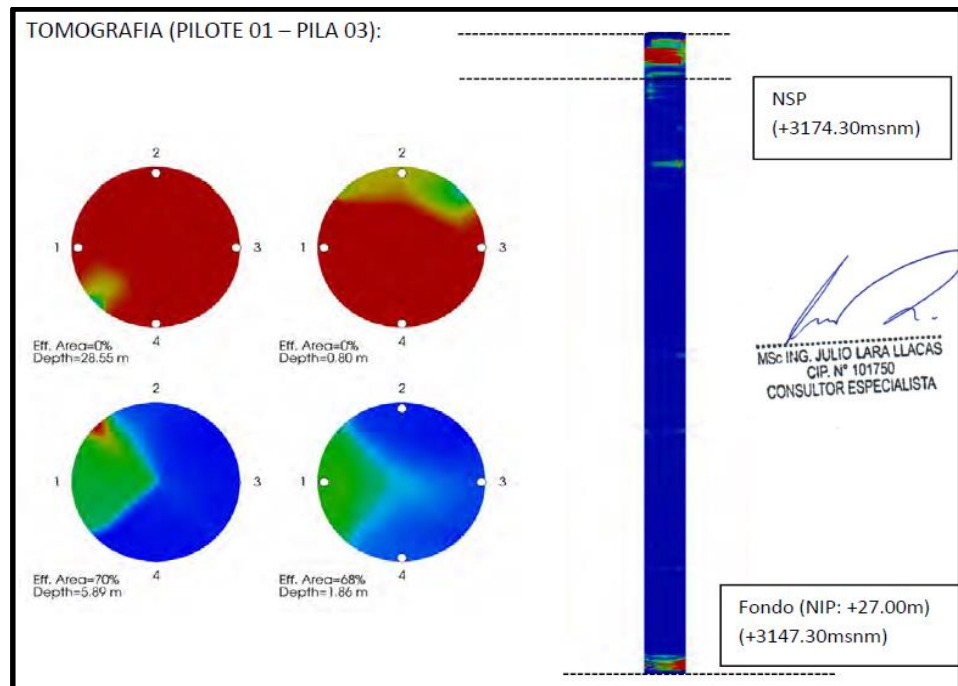 TOMOGRAFIA (PILOTE 01 – PILA 03):
NSP
(+3174.30msnm)
2
1
3
4
Eff. Area=0%
Depth=28.55 m
2
1
3
4
Eff. Area=0%
Depth=0.80 m
MSc ING. JULIO LARA LLACAS
CIP. N° 101750
CONSULTOR ESPECIALISTA
2
1
3
4
Eff. Area=70%
Depth=5.89 m
2
1
3
4
Eff. Area=68%
Depth=1.86 m
Fondo (NIP: +27.00m)
(+3147.30msnm)